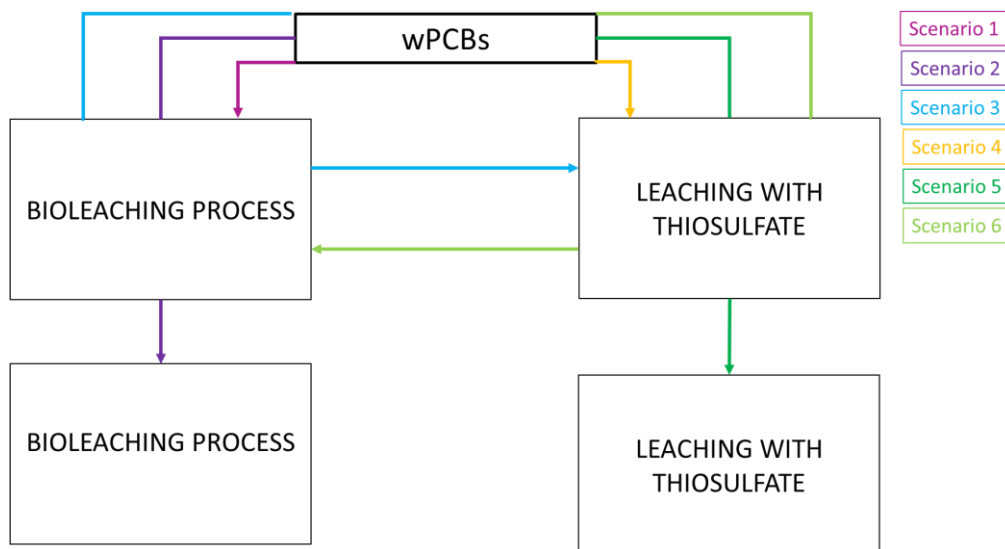 wPCBs
Scenario 1
Scenario 2
Scenario 3
Scenario 4
Scenario 5
Scenario 6
BIOLEACHING PROCESS
LEACHING WITH
THIOSULFATE
BIOLEACHING PROCESS
LEACHING WITH
THIOSULFATE